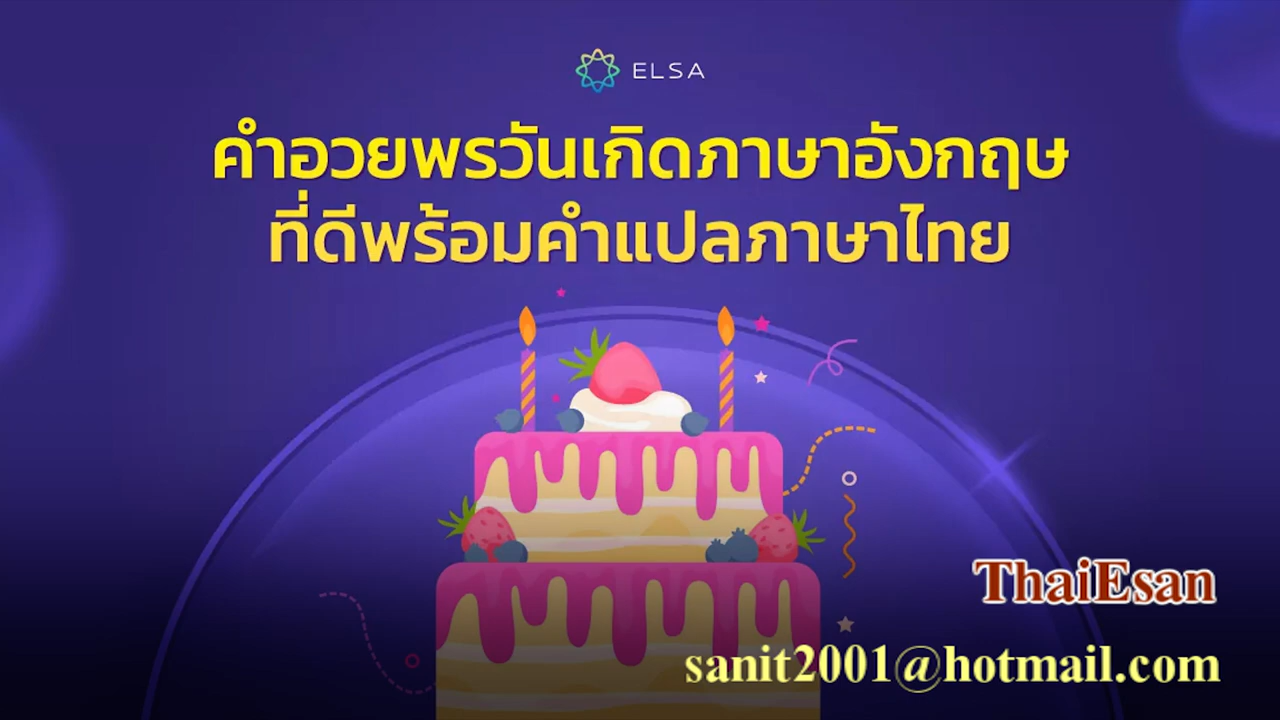 ELSA
คำอวยพรวันเกิดภาษาอังกฤษ
ที่ดีพร้อมคำแปลภาษาไทย
ThaiEsan
sanit2001@hotmail.com